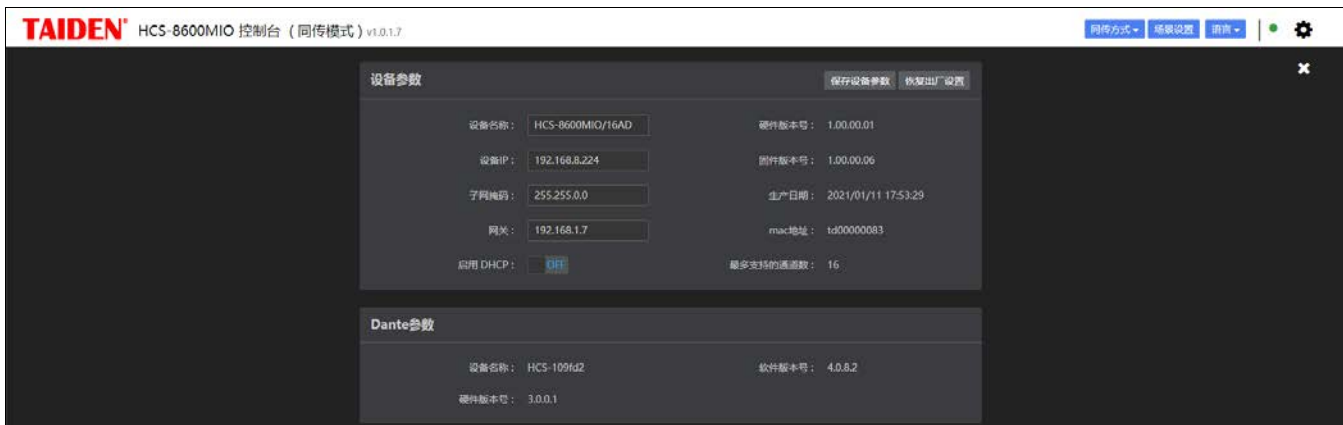 TAIDEN HCS-8600MIO 控制台 ( 同传模式 ) v1.0.1.7 同传方式 场景设置 语言
设备参数 保存设备参数 恢复出厂设置
设备名称： HCS-8600MIO/16AD 硬件版本号： 1.00.00.01
设备IP： 192.168.8.224 固件版本号： 1.00.00.06
子网掩码： 255.255.0.0 生产日期： 2021/01/11 17:53:29
网关： 192.168.1.7 mac地址： td00000083
启用 DHCP： OFF 最多支持的通道数： 16
Dante参数
设备名称： HCS-109fd2 软件版本号： 4.0.8.2
硬件版本号： 3.0.0.1